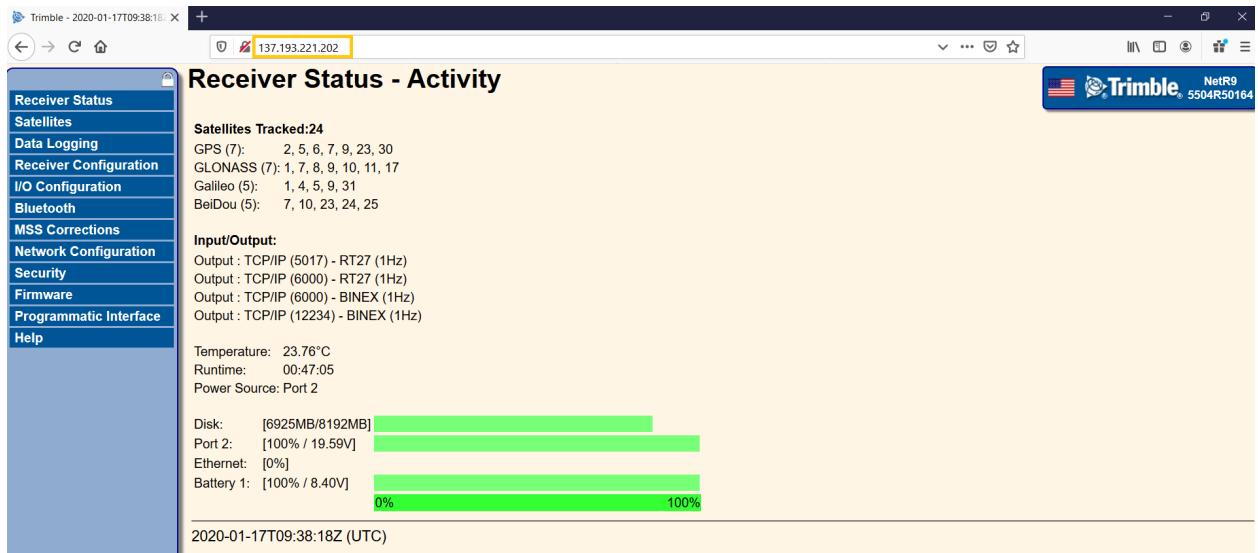 Trimble - 2020-01-17T09:38:18
137.193.221.202
Receiver Status
Satellites
Data Logging
Receiver Configuration
I/O Configuration
Bluetooth
MSS Corrections
Network Configuration
Security
Firmware
Programmatic Interface
Help
Receiver Status - Activity
Trimble® NetR9
5504R50164
Satellites Tracked:24
GPS (7): 2, 5, 6, 7, 9, 23, 30
GLONASS (7): 1, 7, 8, 9, 10, 11, 17
Galileo (5): 1, 4, 5, 9, 31
BeiDou (5): 7, 10, 23, 24, 25
Input/Output:
Output : TCP/IP (5017) - RT27 (1Hz)
Output : TCP/IP (6000) - RT27 (1Hz)
Output : TCP/IP (6000) - BINEX (1Hz)
Output : TCP/IP (12234) - BINEX (1Hz)
Temperature: 23.76°C
Runtime: 00:47:05
Power Source: Port 2
Disk: [6925MB/8192MB]
Port 2: [100% / 19.59V]
Ethernet: [0%]
Battery 1: [100% / 8.40V]
0% 100%
2020-01-17T09:38:18Z (UTC)